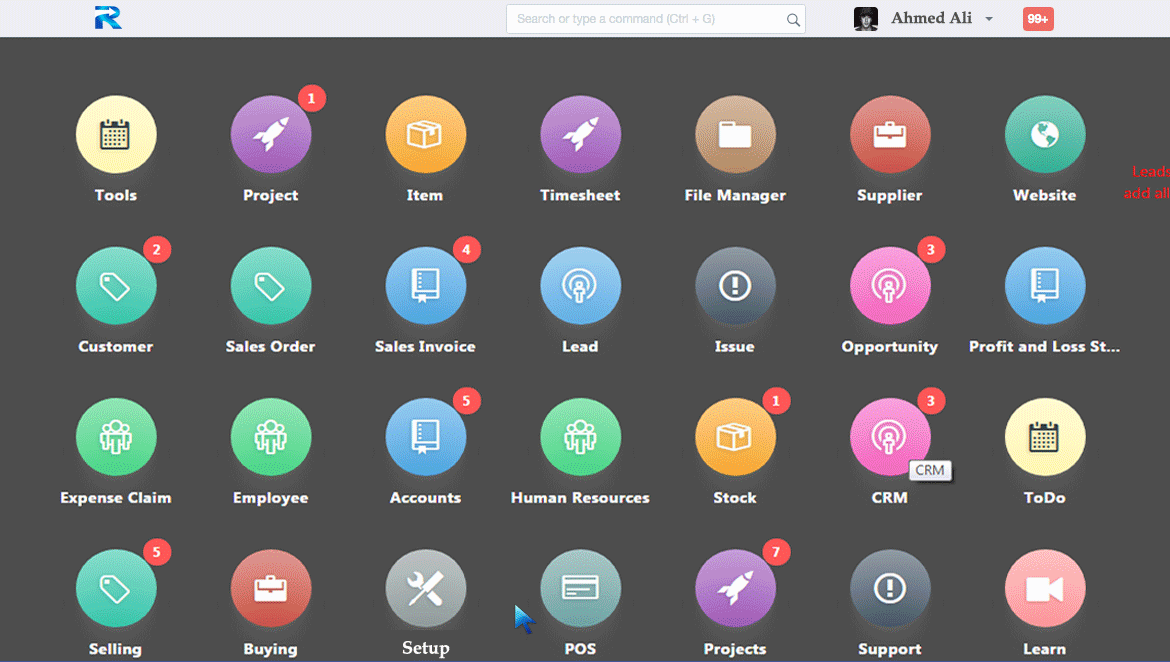 Search or type a command (Ctrl + G)
Ahmed Ali
99+
1
Tools
Project
Item
Timesheet
File Manager
Supplier
Website
Leads
add all
2
4
3
Customer
Sales Order
Sales Invoice
Lead
Issue
Opportunity
Profit and Loss St...
5
1
3
CRM
Expense Claim
Employee
Accounts
Human Resources
Stock
CRM
ToDo
5
7
Selling
Buying
Setup
POS
Projects
Support
Learn